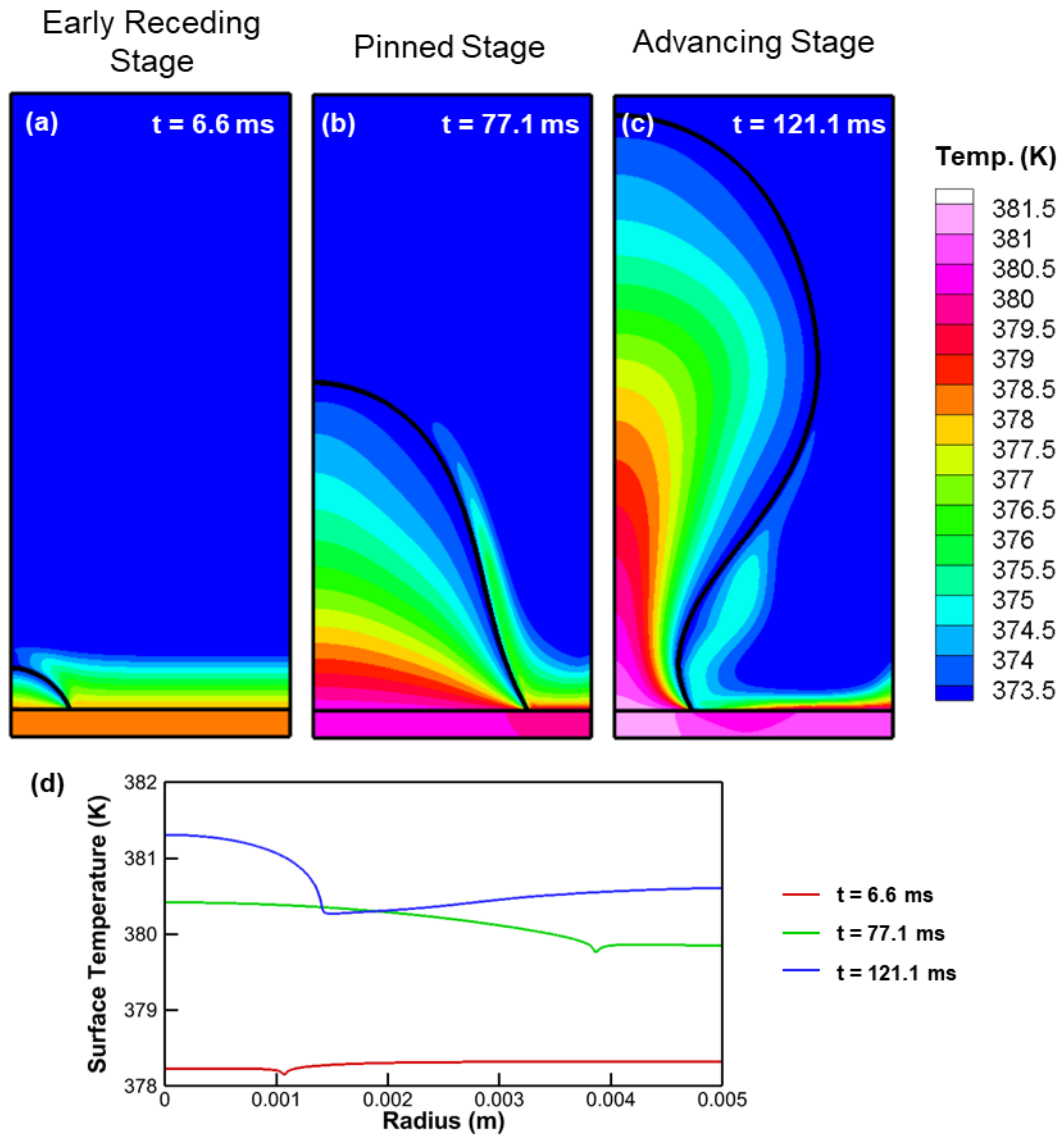 Early Receding
Stage
Pinned Stage
Advancing Stage
(a)
t = 6.6 ms
(b)
t = 77.1 ms
(c)
t = 121.1 ms
Temp. (K)
381.5
381
380.5
380
379.5
379
378.5
378
377.5
377
376.5
376
375.5
375
374.5
374
373.5
(d)
Surface Temperature (K)
382
381
380
379
378
0
0.001
0.002
0.003
0.004
0.005
Radius (m)
t = 6.6 ms
t = 77.1 ms
t = 121.1 ms